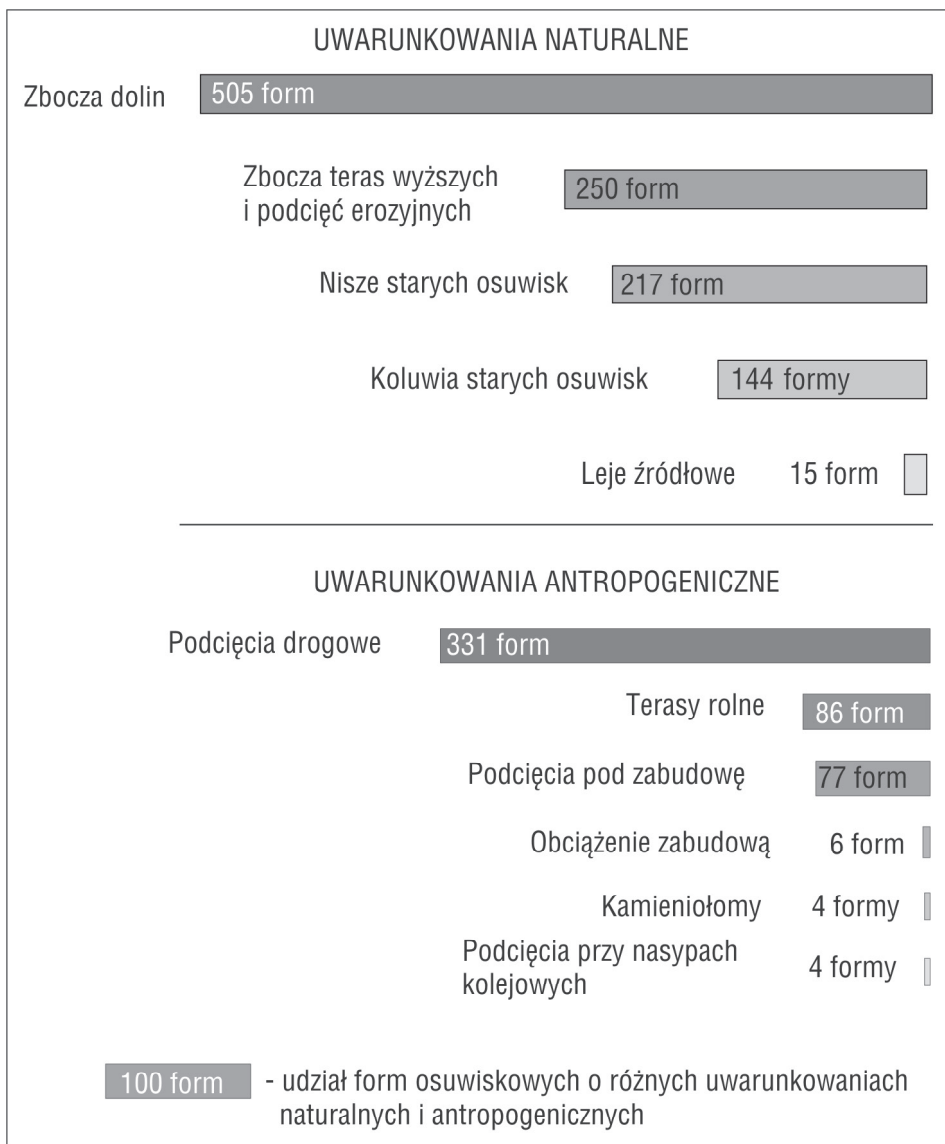 UWARUNKOWANIA NATURALNE
Zbocza dolin 505 form
Zbocza teras wyższych
i podcięć erozyjnych
250 form
Nisze starych osuwisk 217 form
Koluwia starych osuwisk 144 formy
Leje źródłowe 15 form
UWARUNKOWANIA ANTROPOGENICZNE
Podcięcia drogowe 331 form
Terasy rolne 86 form
Podcięcia pod zabudowę 77 form
Obciążenie zabudową 6 form
Kamieniołomy 4 formy
Podcięcia przy nasypach
kolejowych
4 formy
100 form - udział form osuwiskowych o różnych uwarunkowaniach
naturalnych i antropogenicznych